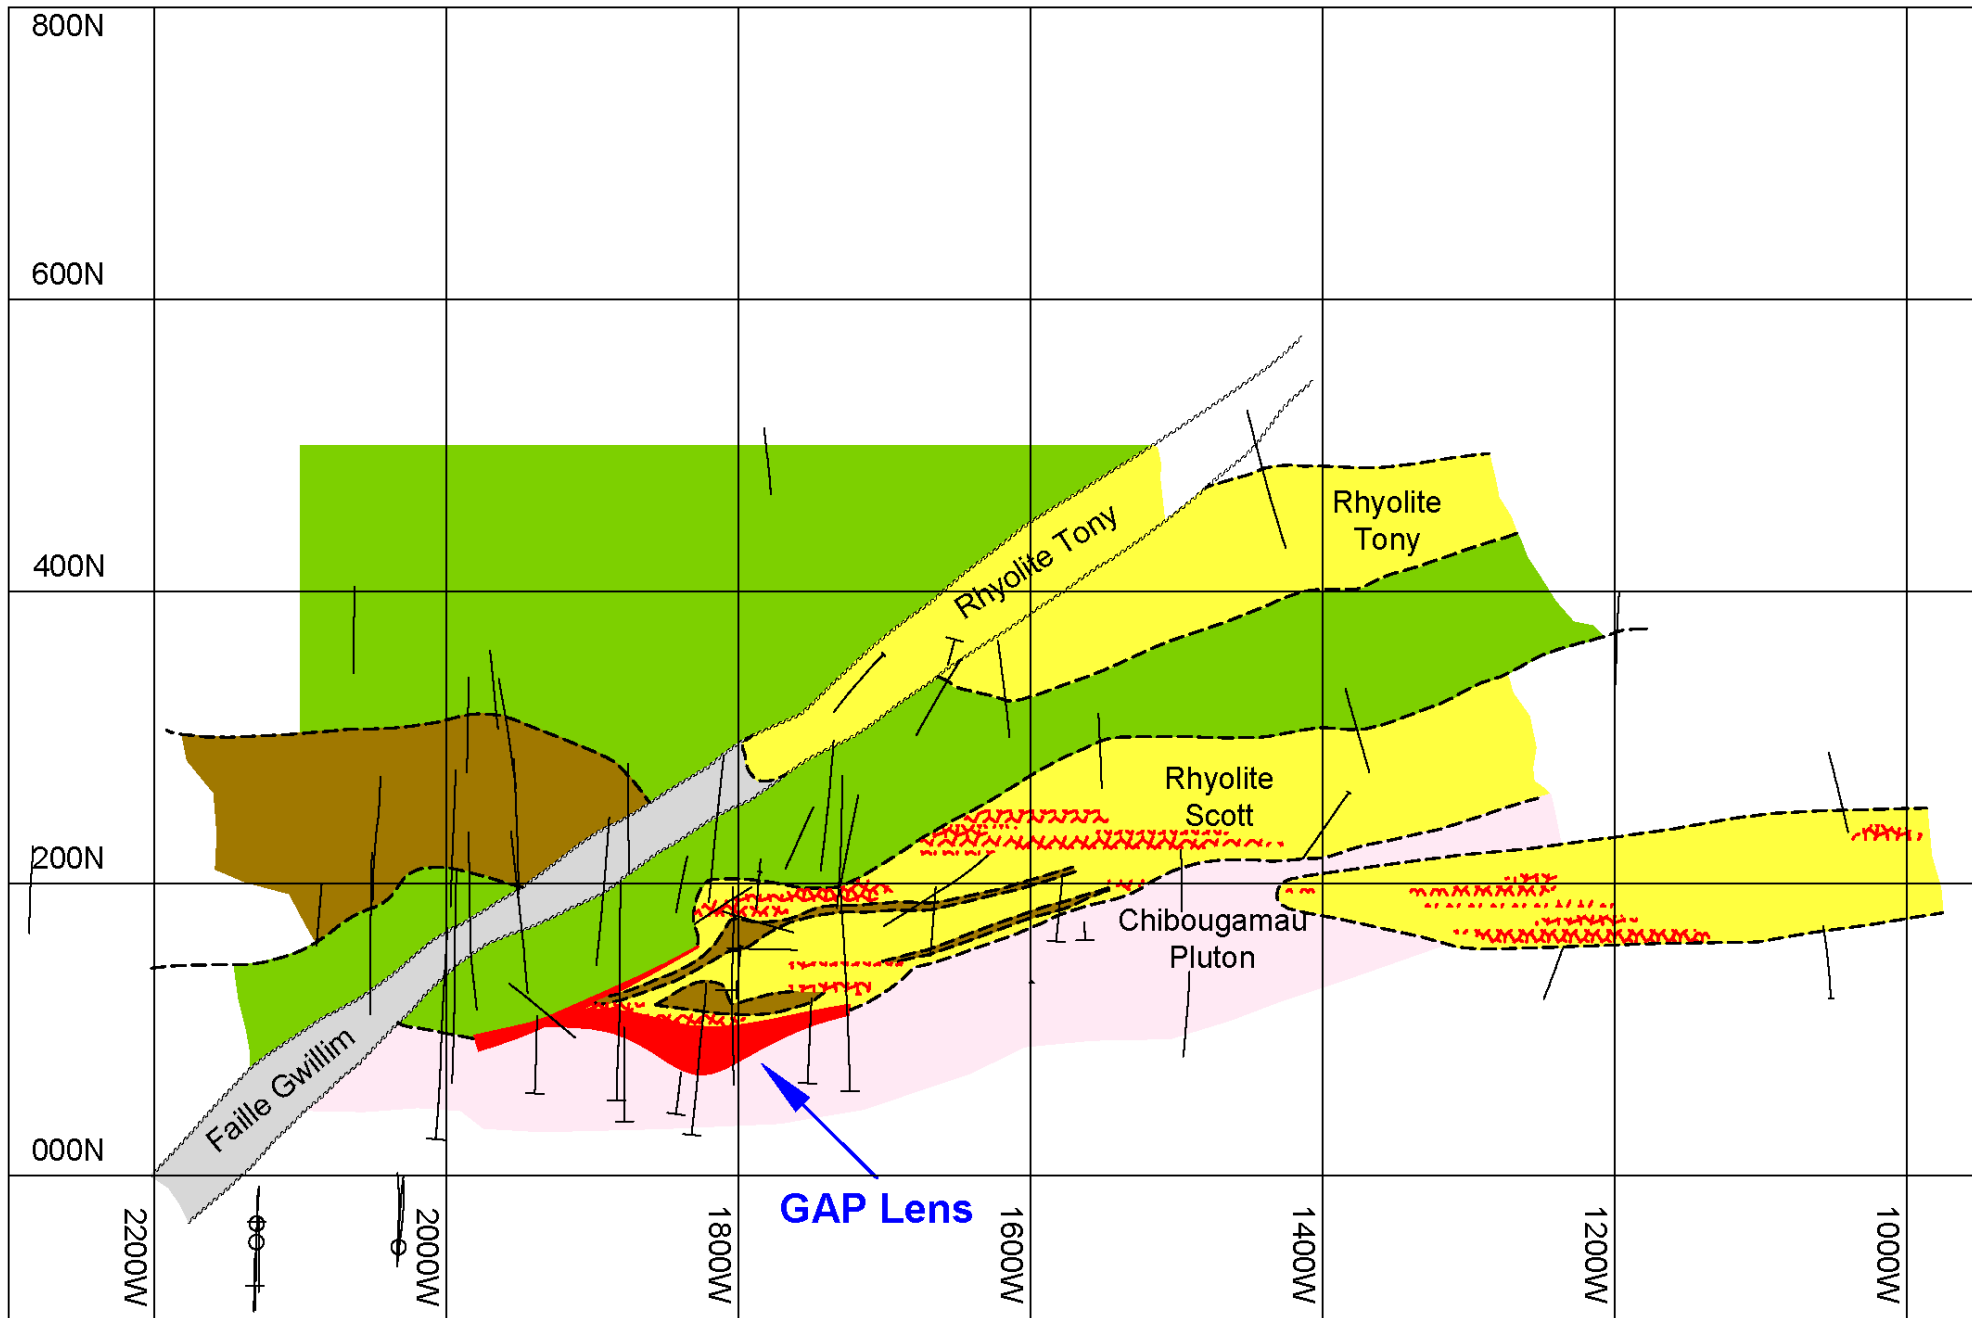 800N
600N
400N
200N
000N
Rhyolite
Tony
Rhyolite Tony
Rhyolite
Scott
Chibougamau
Pluton
Faille Gwillim
GAP Lens
2200W
2000W
1800W
1600W
1400W
1200W
1000W